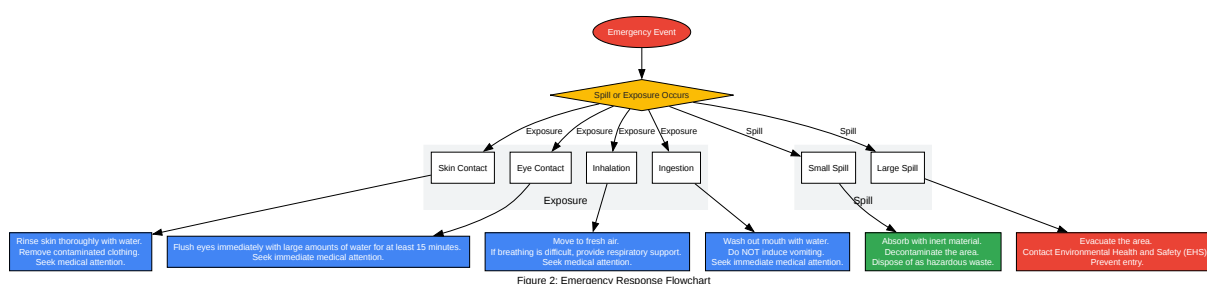 Emergency Event
Spill or Exposure Occurs
Exposure
Exposure
Exposure
Exposure
Spill
Spill
Skin Contact
Eye Contact
Inhalation
Ingestion
Small Spill
Large Spill
Exposure
Spill
Rinse skin thoroughly with water.
Remove contaminated clothing.
Seek medical attention.
Flush eyes immediately with large amounts of water for at least 15 minutes.
Seek immediate medical attention.
Move to fresh air.
If breathing is difficult, provide respiratory support.
Seek medical attention.
Wash out mouth with water.
Do NOT induce vomiting.
Seek immediate medical attention.
Absorb with inert material.
Decontaminate the area.
Dispose of as hazardous waste.
Evacuate the area.
Contact Environmental Health and Safety (EHS)
Prevent entry.
Figure 2: Emergency Response Flowchart